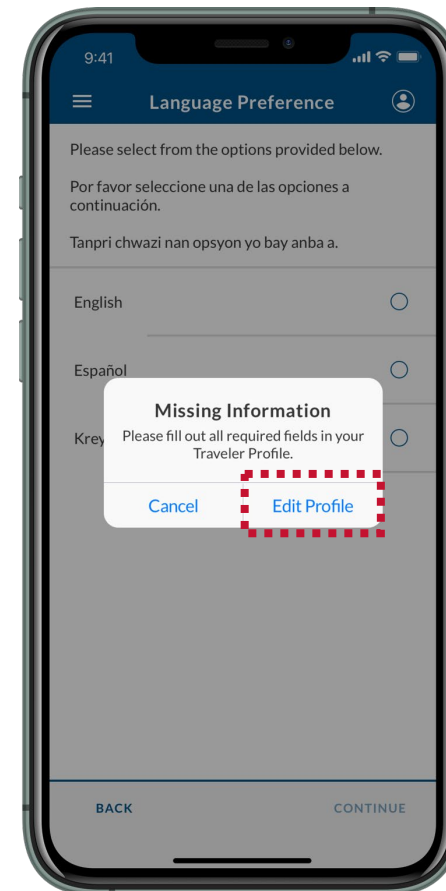 9:41
Language Preference
Please select from the options provided below.
Por favor seleccione una de las opciones a
continuación.
Tanpri chwazi nan opsyon yo bay anba a.
English
Español
Missing Information
Please fill out all required fields in your
Traveler Profile.
Cancel Edit Profile
BACK CONTINUE